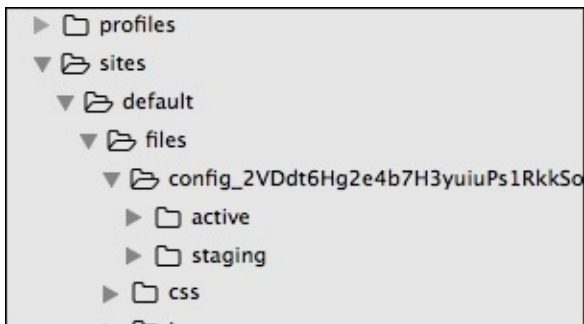 profiles
sites
default
files
config_2VDdt6Hg2e4b7H3yuiuPs1RkkSo
active
staging
css